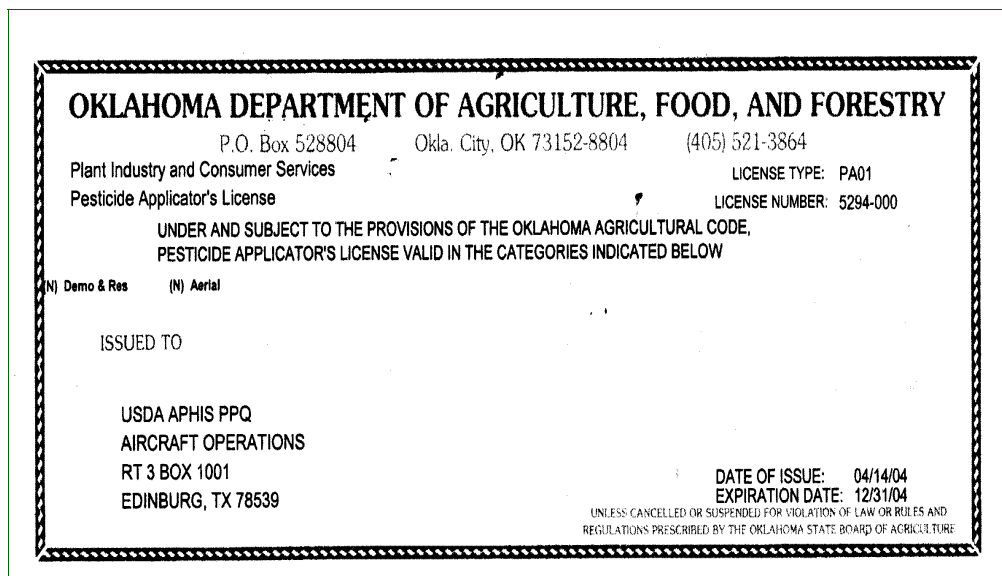 OKLAHOMA DEPARTMENT OF AGRICULTURE, FOOD, AND FORESTRY
P.O. Box 528804 Okla. City, OK 73152-8804 (405) 521-3864
Plant Industry and Consumer Services LICENSE TYPE: PA01
Pesticide Applicator's License LICENSE NUMBER: 5294-000
UNDER AND SUBJECT TO THE PROVISIONS OF THE OKLAHOMA AGRICULTURAL CODE,
PESTICIDE APPLICATOR'S LICENSE VALID IN THE CATEGORIES INDICATED BELOW
(N) Demo & Res (N) Aerial
ISSUED TO
USDA APHIS PPQ
AIRCRAFT OPERATIONS
RT 3 BOX 1001
EDINBURG, TX 78539
DATE OF ISSUE: 04/14/04
EXPIRATION DATE: 12/31/04
UNLESS CANCELLED OR SUSPENDED FOR VIOLATION OF LAW OR RULES AND
REGULATIONS PRESCRIBED BY THE OKLAHOMA STATE BOARD OF AGRICULTURE